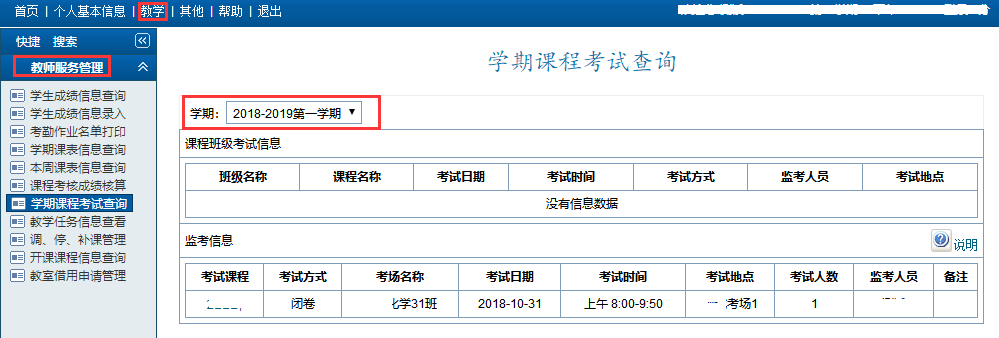 首页 | 个人基本信息 | 教学 | 其他 | 帮助 | 退出
快捷 搜索
教师服务管理
学生成绩信息查询
学生成绩信息录入
考勤作业名单打印
学期课表信息查询
本周课表信息查询
课程考核成绩核算
学期课程考试查询
教学任务信息查看
调、停、补课管理
开课课程信息查询
教室借用申请管理
学期课程考试查询
学期: 2018-2019第一学期
课程班级考试信息
班级名称 课程名称 考试日期 考试时间 考试方式 监考人员 考试地点
没有信息数据
监考信息 说明
考试课程 考试方式 考场名称 考试日期 考试时间 考试地点 考试人数 监考人员 备注
闭卷 学31班 2018-10-31 上午 8:00-9:50 考场1 1